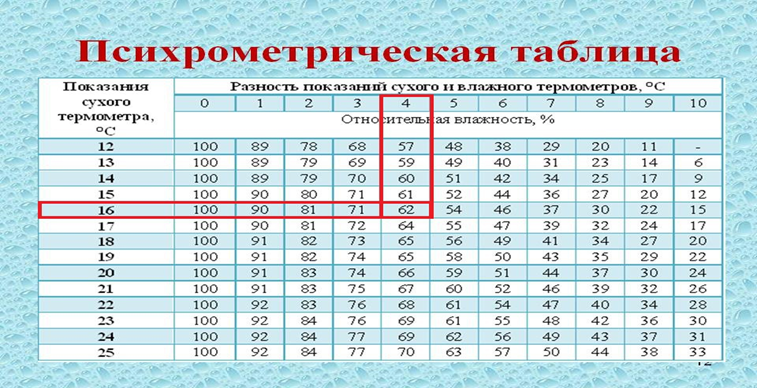 Психрометрическая таблица
Показания сухого термометра, °С
Разность показаний сухого и влажного термометров, °С
0 1 2 3 4 5 6 7 8 9 10
Относительная влажность, %
12 100 89 78 68 57 48 38 29 20 11 -
13 100 89 79 69 59 49 40 31 23 14 6
14 100 89 79 70 60 51 42 34 25 17 9
15 100 90 80 71 61 52 44 36 27 20 12
16 100 90 81 71 62 54 46 37 30 22 15
17 100 90 81 72 64 55 47 39 32 24 17
18 100 91 82 73 65 56 49 41 34 27 20
19 100 91 82 74 65 58 50 43 35 29 22
20 100 91 83 74 66 59 51 44 37 30 24
21 100 91 83 75 67 60 52 46 39 32 26
22 100 92 83 76 68 61 54 47 40 34 28
23 100 92 84 76 69 61 55 48 42 36 30
24 100 92 84 77 69 62 56 49 43 37 31
25 100 92 84 77 70 63 57 50 44 38 33